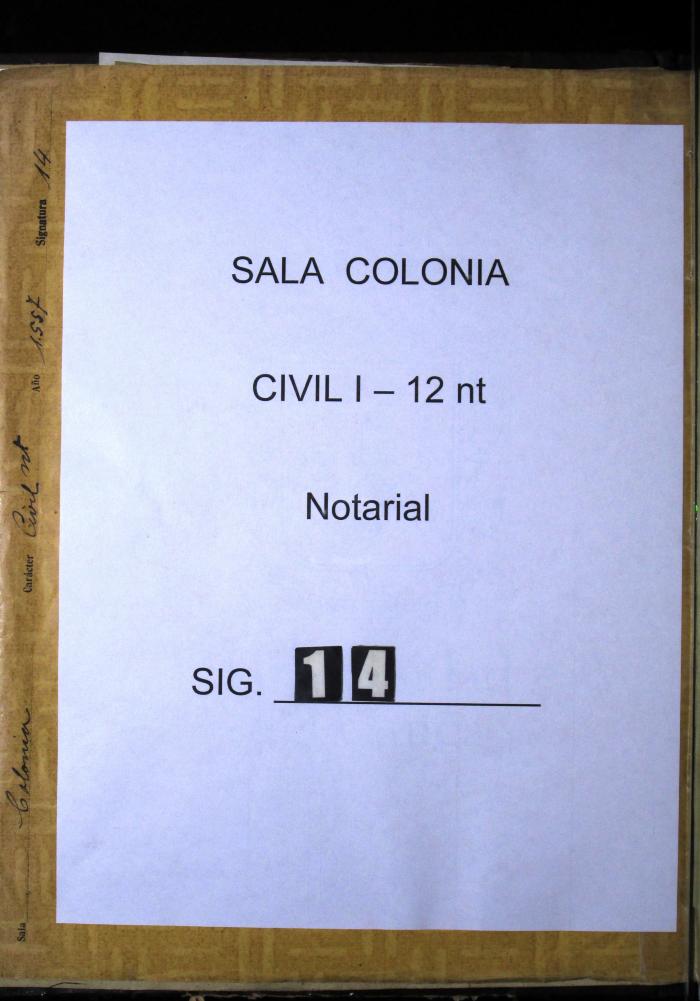 SALA COLONIA
CIVIL I – 12 nt
Notarial
SIG. 14
Sala Colonia Carácter Civil nt Año 1.557 Signatura 14